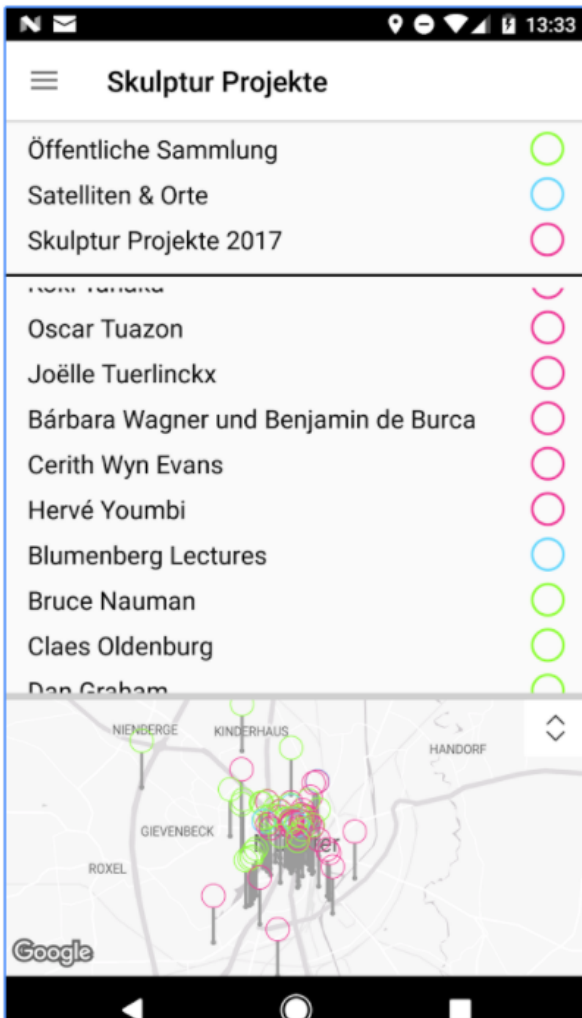 13:33
Skulptur Projekte
Öffentliche Sammlung
Satelliten & Orte
Skulptur Projekte 2017
Oscar Tuazon
Joëlle Tuerlinckx
Bárbara Wagner und Benjamin de Burca
Cerith Wyn Evans
Hervé Youmbi
Blumenberg Lectures
Bruce Nauman
Claes Oldenburg
Dan Graham
NIENBERGE
KINDERHAUS
HANDORF
GIEVENBECK
ROXEL
Google